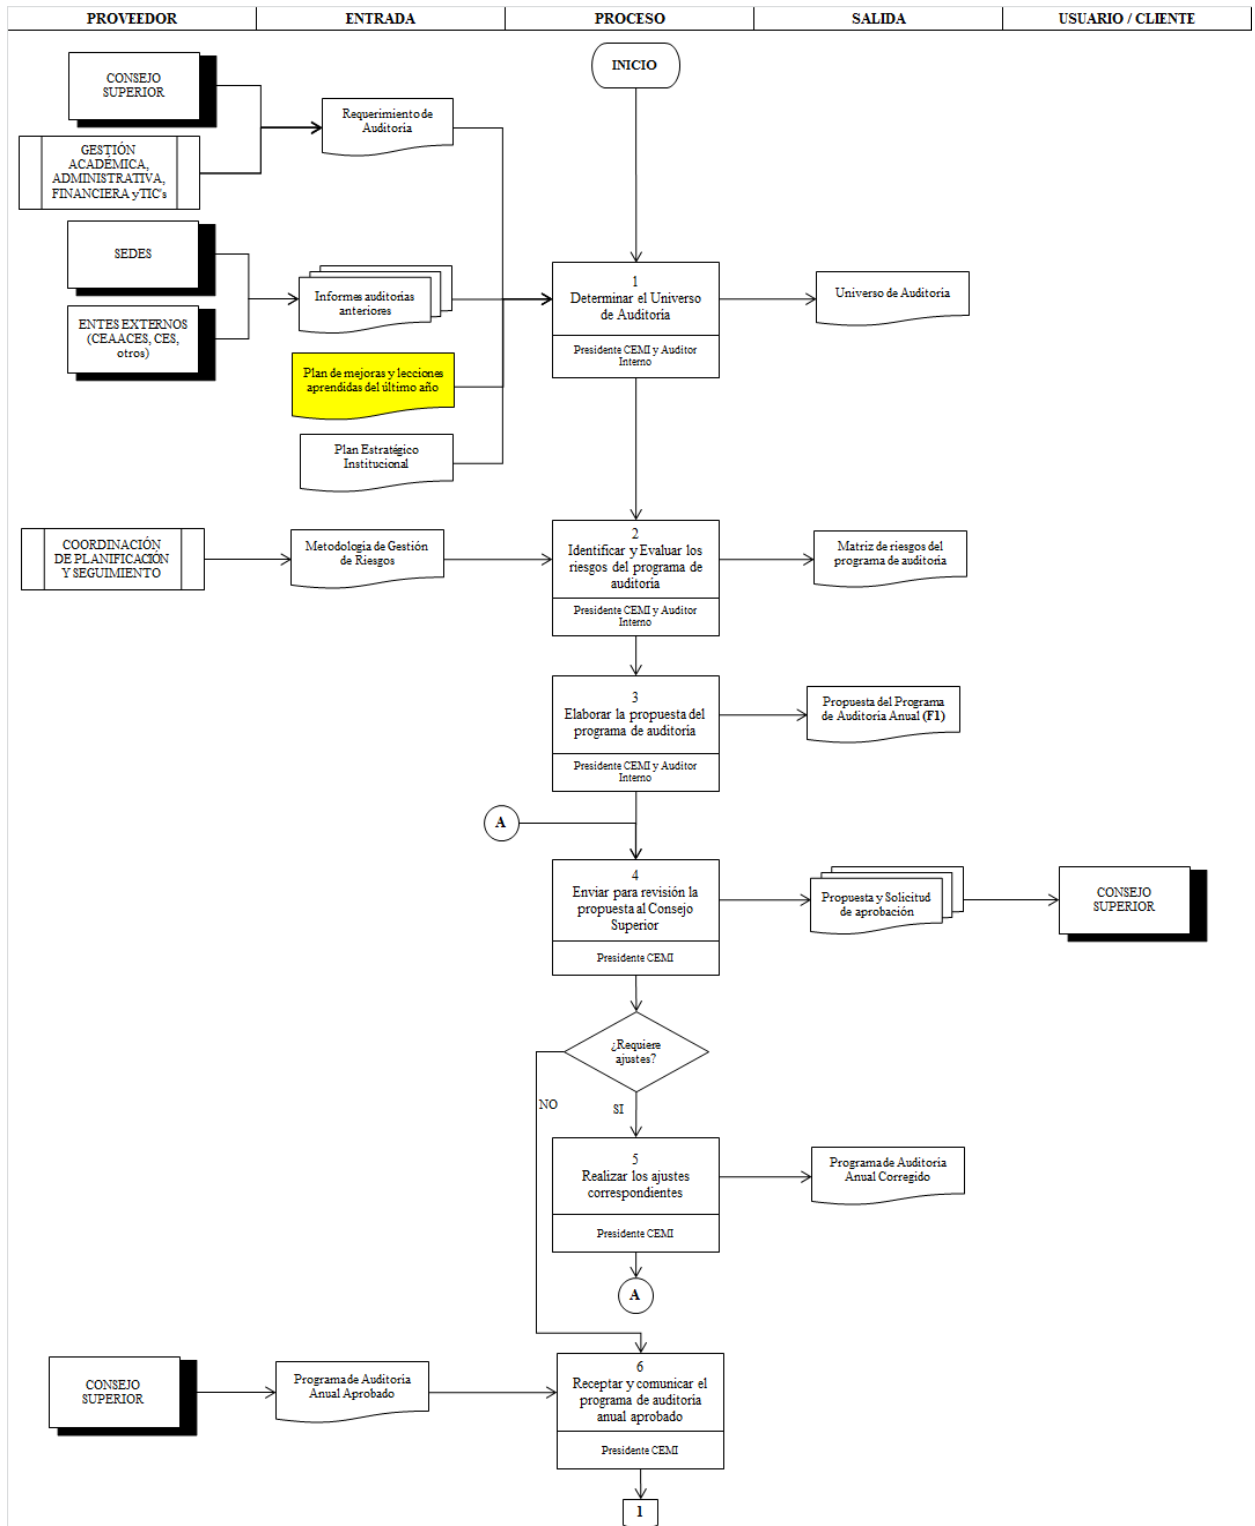 PROVEEDOR
ENTRADA
PROCESO
SALIDA
USUARIO / CLIENTE
INICIO
CONSEJO
SUPERIOR
Requerimiento de
Auditoría
GESTIÓN
ACADÉMICA,
ADMINISTRATIVA,
FINANCIERA yTIC's
SEDES
Informes auditorías
anteriores
1
Determinar el Universo
de Auditoría
Presidente CEMI y Auditor
Interno
Universo de Auditoría
ENTES EXTERNOS
(CEAACES, CES,
otros)
Plan de mejoras y lecciones
aprendidas del último año
Plan Estratégico
Institucional
COORDINACIÓN
DE PLANIFICACIÓN
Y SEGUIMIENTO
Metodología de Gestión
de Riesgos
2
Identificar y Evaluar los
riesgos del programa de
auditoría
Presidente CEMI y Auditor
Interno
Matriz de riesgos del
programa de auditoría
3
Elaborar la propuesta del
programa de auditoría
Presidente CEMI y Auditor
Interno
Propuesta del Programa
de Auditoría Anual (F1)
A
4
Enviar para revisión la
propuesta al Consejo
Superior
Presidente CEMI
Propuesta y Solicitud
de aprobación
CONSEJO
SUPERIOR
¿Requiere
ajustes?
NO
SI
5
Realizar los ajustes
correspondientes
Presidente CEMI
Programa de Auditoría
Anual Corregido
A
CONSEJO
SUPERIOR
Programa de Auditoría
Anual Aprobado
6
Receptar y comunicar el
programa de auditoría
anual aprobado
Presidente CEMI
1